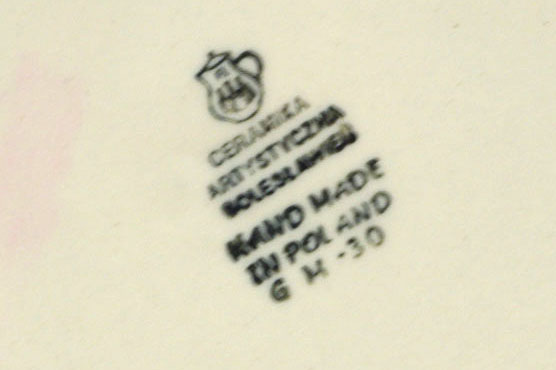 CERAMIKA
ARTYSTYCZNA
BOLESŁAWIEC
HAND MADE
IN POLAND
G M -30